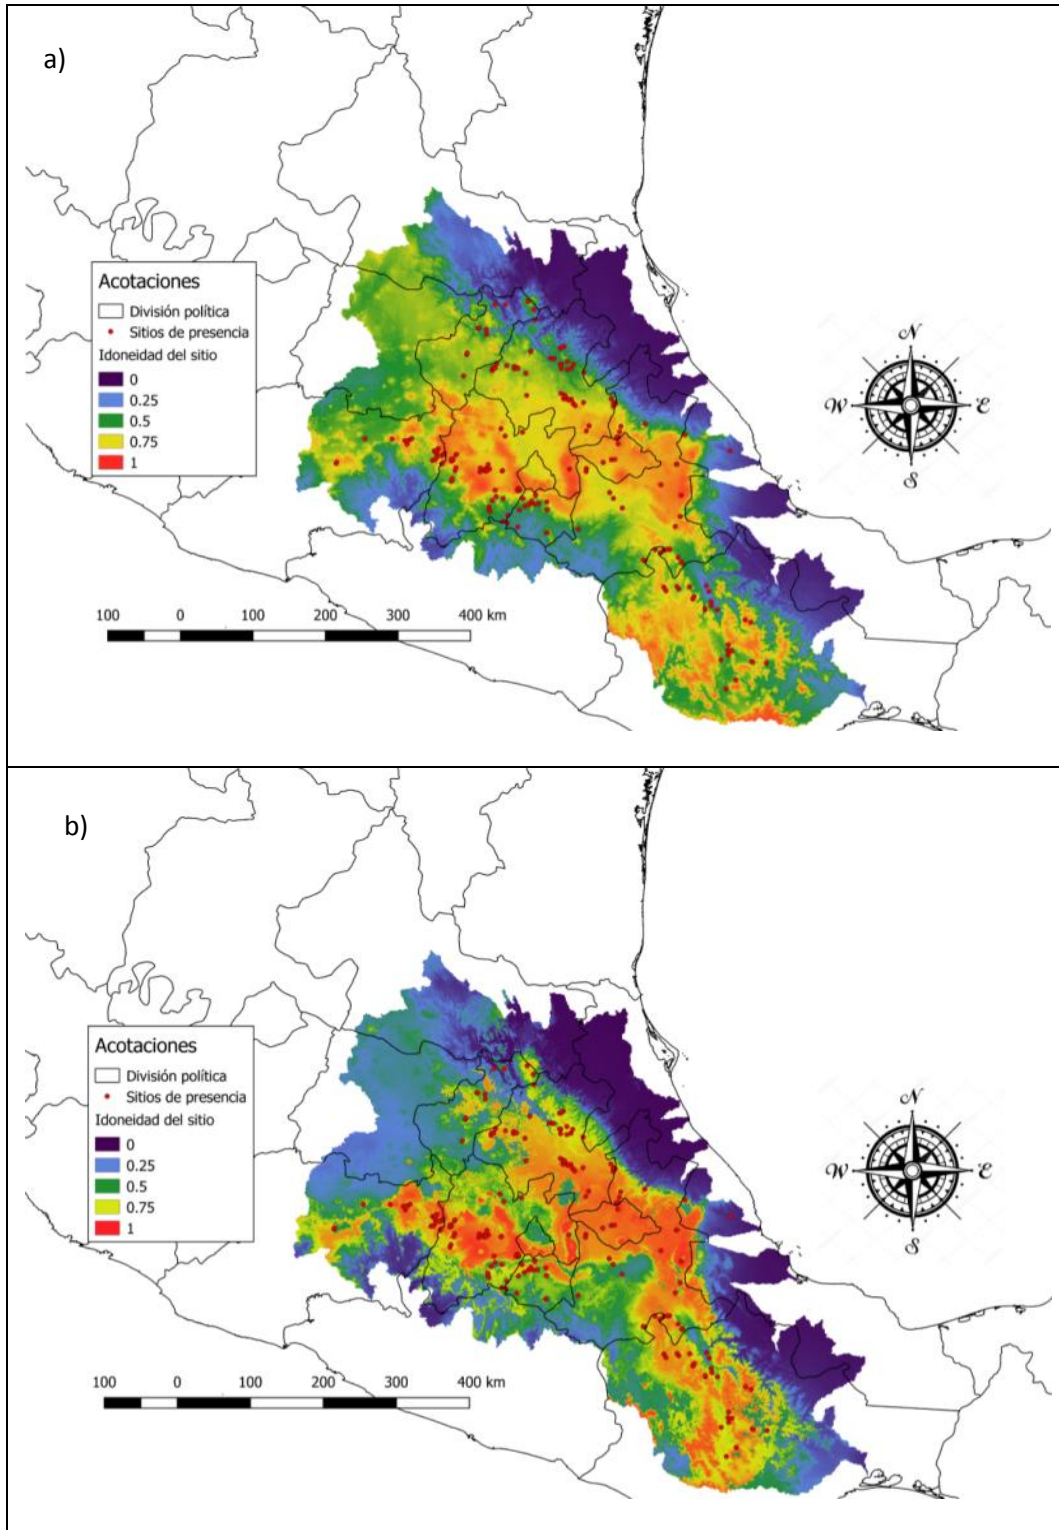 a)
N
W
E
S
Acotaciones
División política
Sitios de presencia
Idoneidad del sitio
0
0.25
0.5
0.75
1
100 0 100 200 300 400 km
b)
N
W
E
S
Acotaciones
División política
Sitios de presencia
Idoneidad del sitio
0
0.25
0.5
0.75
1
100 0 100 200 300 400 km